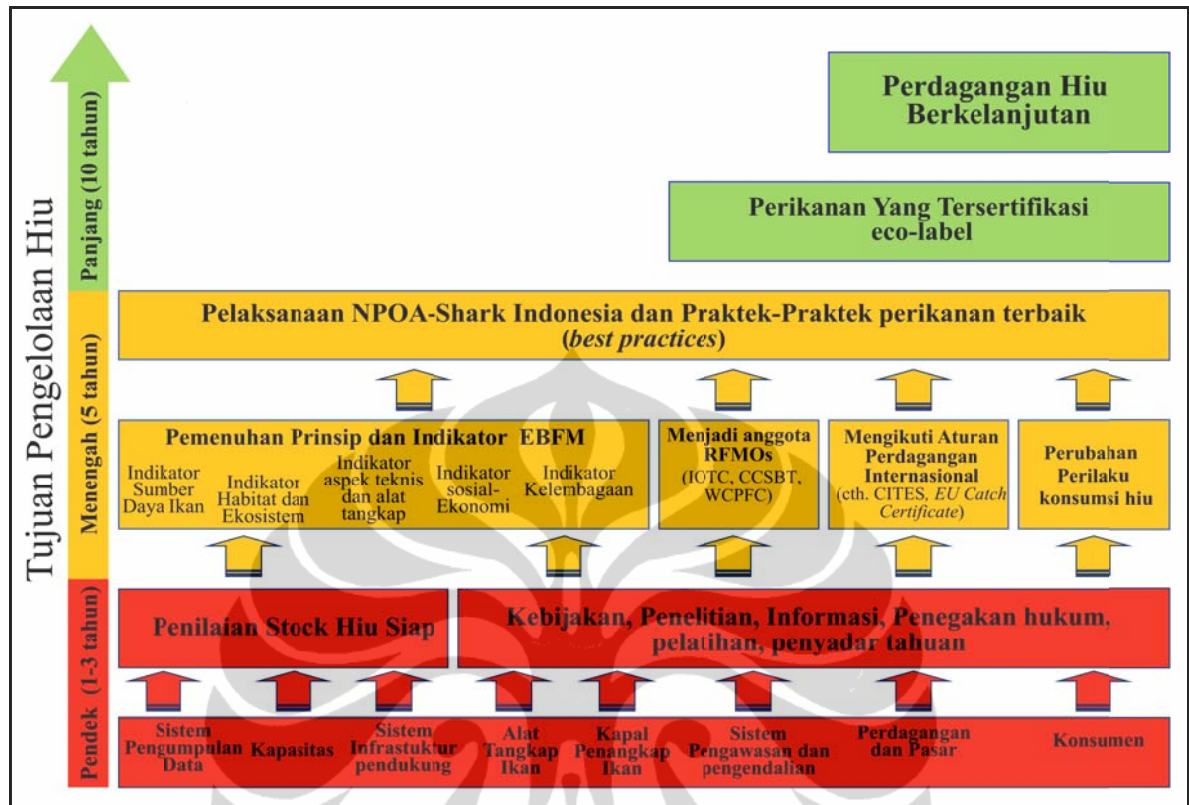 Tujuan Pengelolaan Hiu
Panjang (10 tahun)
Perdagangan Hiu
Berkelanjutan
Perikanan Yang Tersertifikasi
eco-label
Menengah (5 tahun)
Pelaksanaan NPOA-Shark Indonesia dan Praktek-Praktek perikanan terbaik
(best practices)
Pemenuhan Prinsip dan Indikator EBFM
Indikator
Sumber
Daya Ikan
Indikator
Habitat dan
Ekosistem
Indikator
aspek teknis
dan alat
tangkap
Indikator
sosial-
Ekonomi
Indikator
Kelembagaan
Menjadi anggota
RFMOs
(IOTC, CCSBT,
WCPFC)
Mengikuti Aturan
Perdagangan
Internasional
(cth. CITES, EU Catch
Certificate)
Perubahan
Perilaku
konsumsi hiu
Pendek (1-3 tahun)
Penilaian Stock Hiu Siap
Kebijakan, Penelitian, Informasi, Penegakan hukum,
pelatihan, penyadar tahuan
Sistem
Pengumpulan
Data
Kapasitas
Sistem
Infrastuktur
pendukung
Alat
Tangkap
Ikan
Kapal
Penangkap
Ikan
Sistem
Pengawasan dan
pengendalian
Perdagangan
dan Pasar
Konsumen